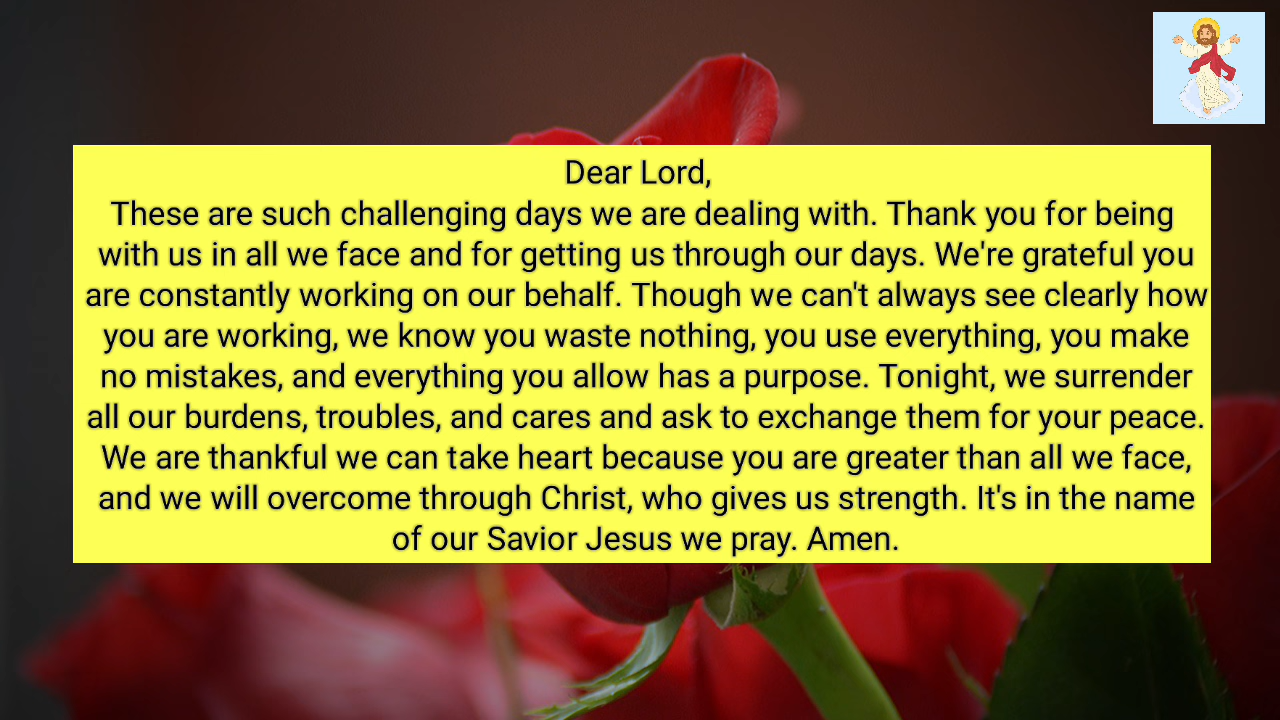 Dear Lord,
These are such challenging days we are dealing with. Thank you for being
with us in all we face and for getting us through our days. We're grateful you
are constantly working on our behalf. Though we can't always see clearly how
you are working, we know you waste nothing, you use everything, you make
no mistakes, and everything you allow has a purpose. Tonight, we surrender
all our burdens, troubles, and cares and ask to exchange them for your peace.
We are thankful we can take heart because you are greater than all we face,
and we will overcome through Christ, who gives us strength. It's in the name
of our Savior Jesus we pray. Amen.